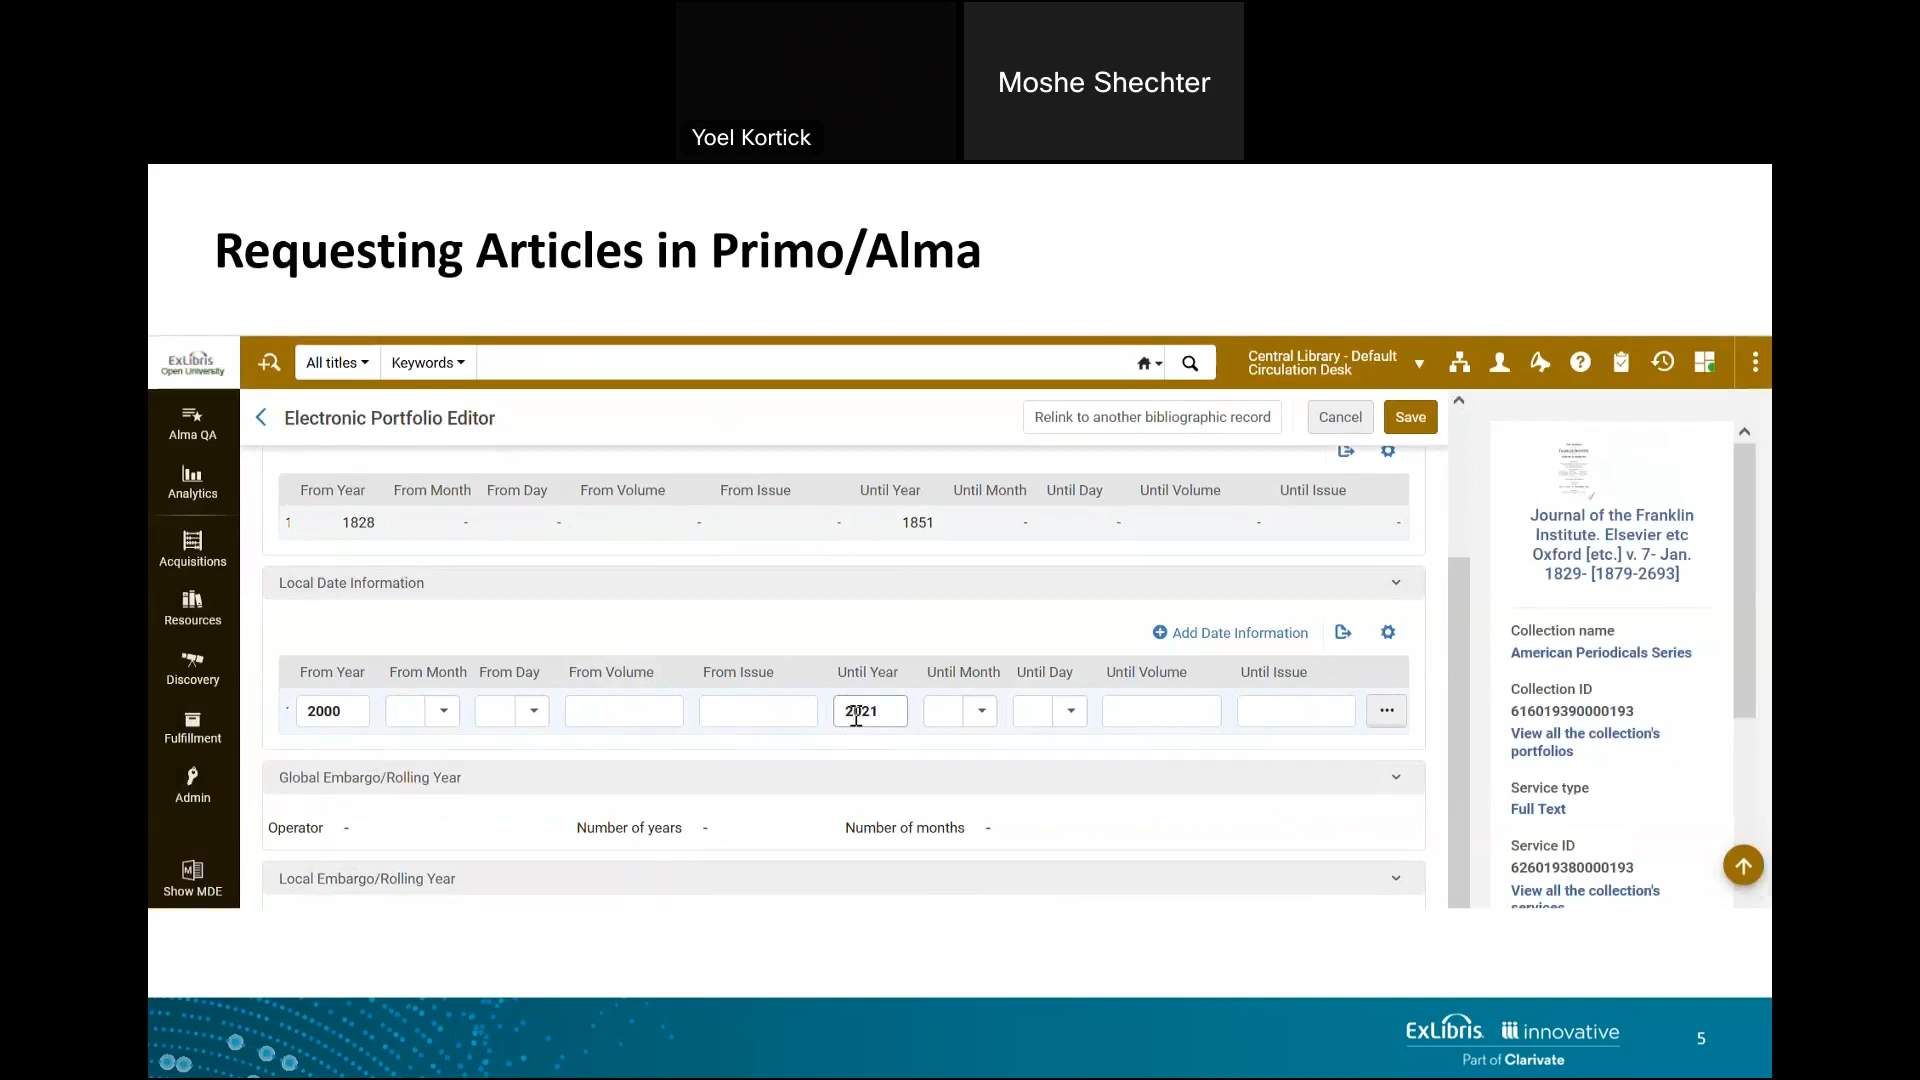 Moshe Shechter
Yoel Kortick
Requesting Articles in Primo/Alma
ExLibris
Open University
All titles
Keywords
Central Library - Default
Circulation Desk
Alma QA
Analytics
Acquisitions
Resources
Discovery
Fulfillment
Admin
Show MDE
Electronic Portfolio Editor
Relink to another bibliographic record
Cancel
Save
From Year From Month From Day From Volume From Issue Until Year Until Month Until Day Until Volume Until Issue
1 1828 - - - - 1851 - - - -
Local Date Information
Add Date Information
From Year From Month From Day From Volume From Issue Until Year Until Month Until Day Until Volume Until Issue
2000 2021
Global Embargo/Rolling Year
Operator - Number of years - Number of months -
Local Embargo/Rolling Year
Journal of the Franklin
Institute. Elsevier etc
Oxford [etc.] v. 7- Jan.
1829- [1879-2693]
Collection name
American Periodicals Series
Collection ID
616019390000193
View all the collection's
portfolios
Service type
Full Text
Service ID
626019380000193
View all the collection's
services
ExLibris innovative
Part of Clarivate
5